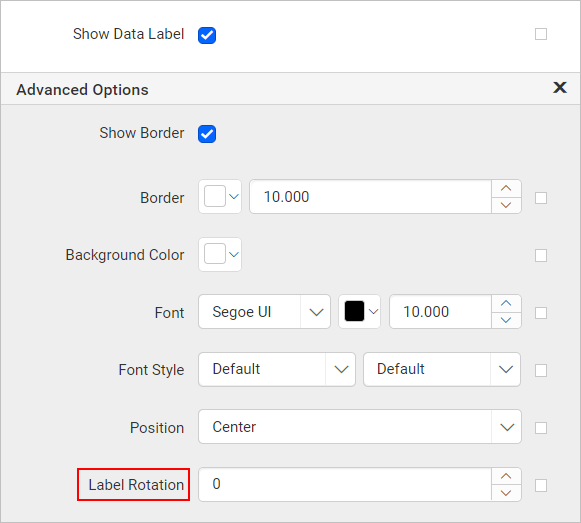 Show Data Label
Advanced Options X
Show Border
Border 10.000
Background Color
Font Segoe UI 10.000
Font Style Default Default
Position Center
Label Rotation 0